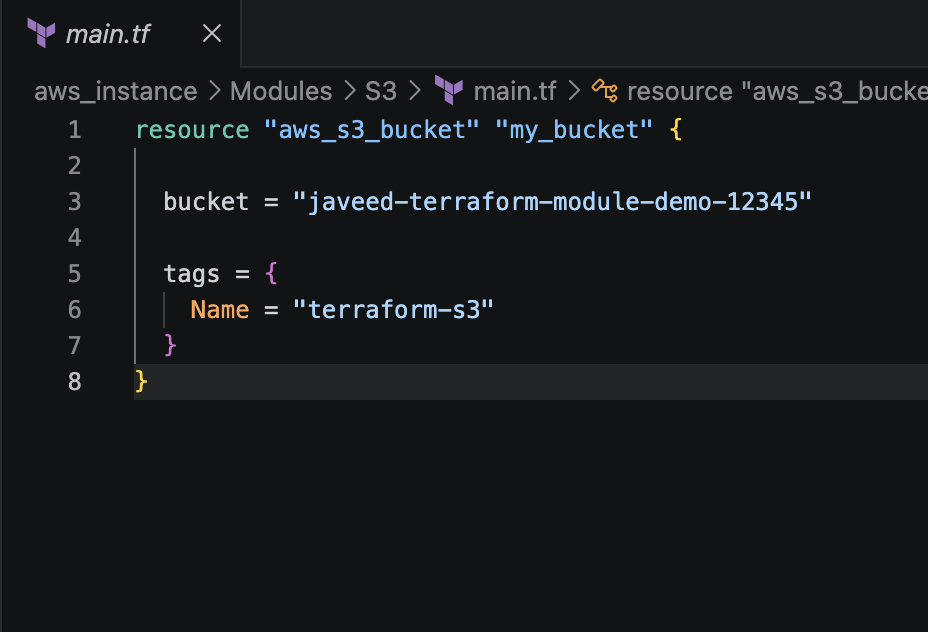 main.tf
aws_instance > Modules > S3 > main.tf > resource "aws_s3_bucke
1 resource "aws_s3_bucket" "my_bucket" {
2
3   bucket = "javeed-terraform-module-demo-12345"
4
5   tags = {
6     Name = "terraform-s3"
7   }
8 }